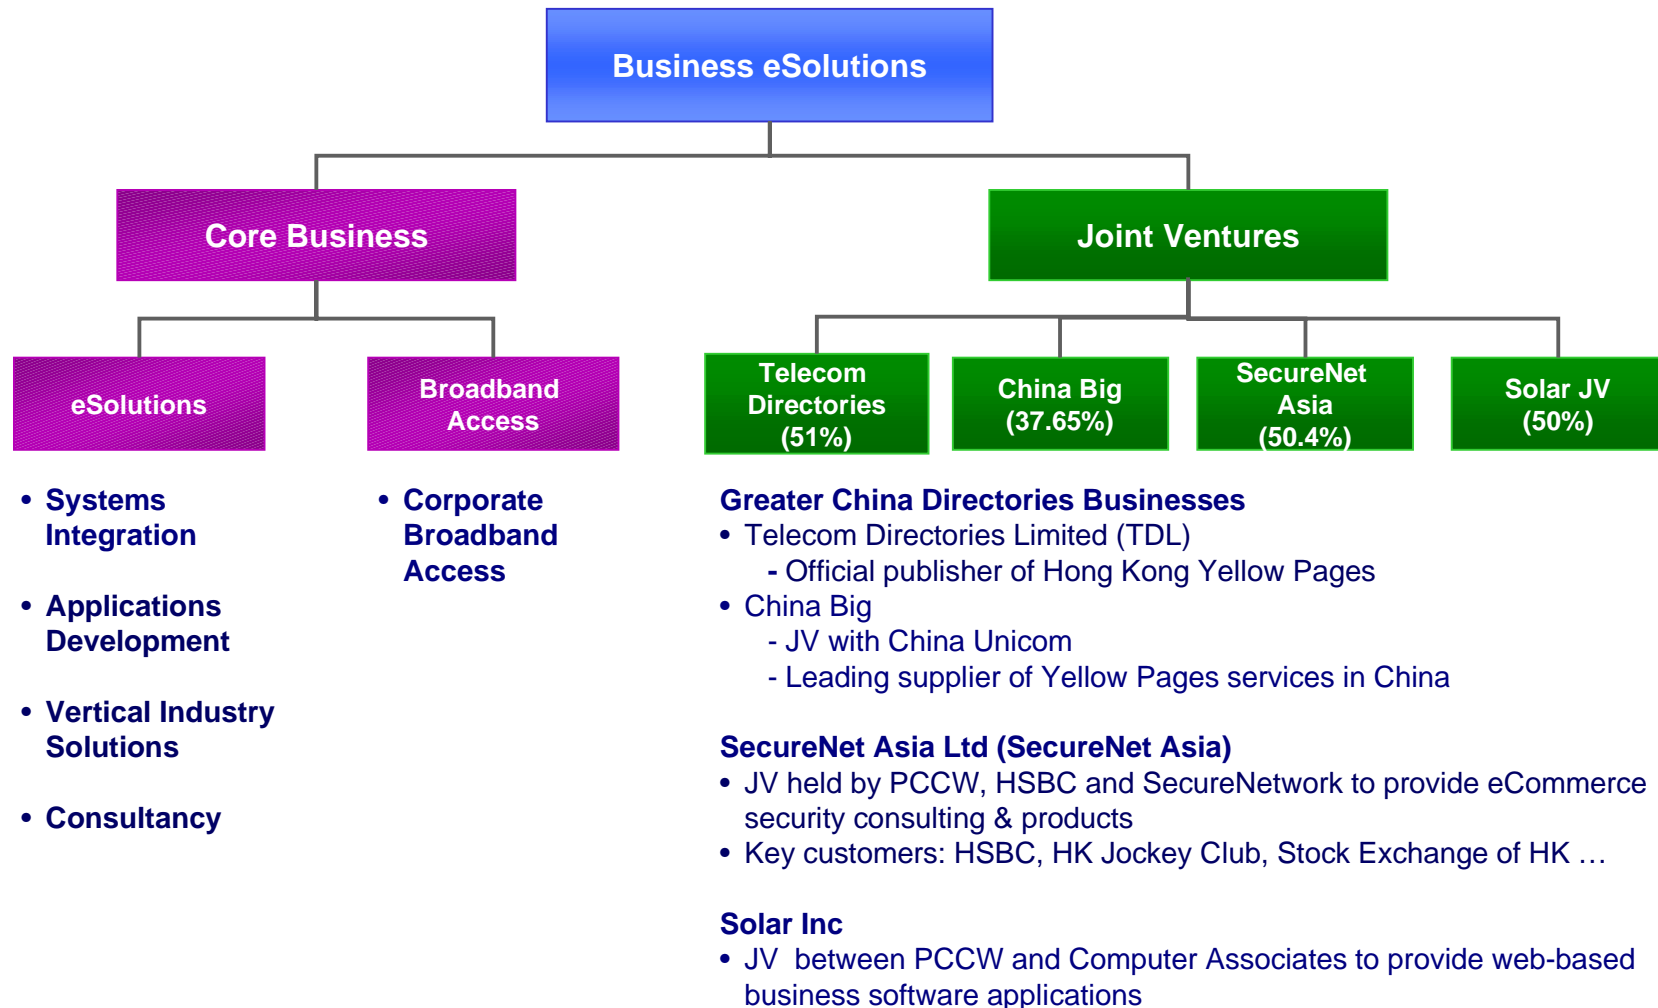 Business eSolutions
Core Business
Joint Ventures
eSolutions
Broadband
Access
Telecom
Directories
(51%)
China Big
(37.65%)
SecureNet
Asia
(50.4%)
Solar JV
(50%)
• Systems
Integration
• Applications
Development
• Vertical Industry
Solutions
• Consultancy
• Corporate
Broadband
Access
Greater China Directories Businesses
• Telecom Directories Limited (TDL)
- Official publisher of Hong Kong Yellow Pages
• China Big
- JV with China Unicom
- Leading supplier of Yellow Pages services in China
SecureNet Asia Ltd (SecureNet Asia)
• JV held by PCCW, HSBC and SecureNetwork to provide eCommerce
security consulting & products
• Key customers: HSBC, HK Jockey Club, Stock Exchange of HK …
Solar Inc
• JV between PCCW and Computer Associates to provide web-based
business software applications